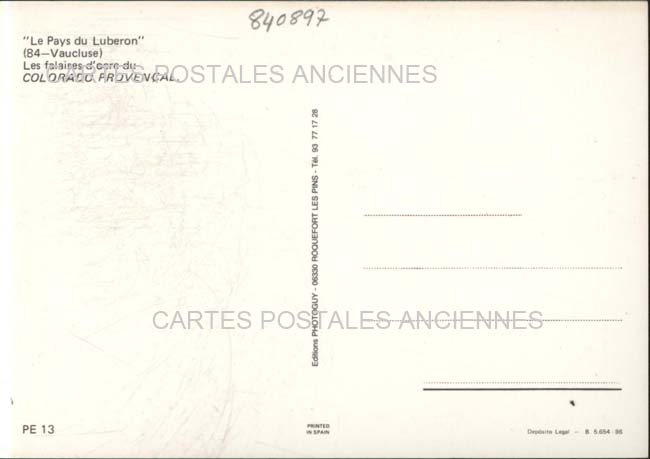 840897
"Le Pays du Luberon"
(84—Vaucluse)
Les falaises d'ocre du
COLORADO PROVENÇAL.
CARTES POSTALES ANCIENNES
Editions PHOTOGUY - 06330 ROQUEFORT LES PINS - Tél. 93 77 17 28
CARTES POSTALES ANCIENNES
PE 13
PRINTED
IN SPAIN
Depósito Legal — B. 5.654 - 86